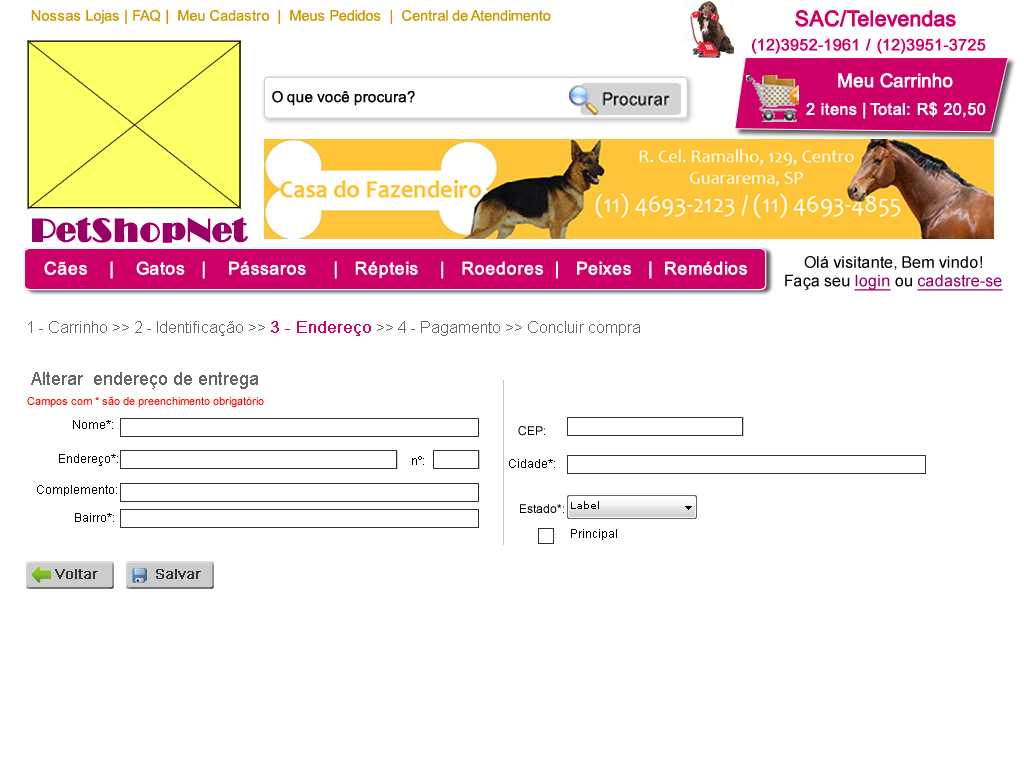 Nossas Lojas | FAQ | Meu Cadastro | Meus Pedidos | Central de Atendimento
SAC/Televendas
(12)3952-1961 / (12)3951-3725
Meu Carrinho
2 itens | Total: R$ 20,50
O que você procura?
Procurar
Casa do Fazendeiro
R. Cel. Ramalho, 129, Centro
Guararema, SP
(11) 4693-2123 / (11) 4693-4855
PetShopNet
Cães | Gatos | Pássaros | Répteis | Roedores | Peixes | Remédios
Olá visitante, Bem vindo!
Faça seu login ou cadastre-se
1 - Carrinho >> 2 - Identificação >> 3 - Endereço >> 4 - Pagamento >> Concluir compra
Alterar endereço de entrega
Campos com * são de preenchimento obrigatório
Nome*:
Endereço*:
nº:
Complemento:
Bairro*:
CEP:
Cidade*:
Estado*:
Label
Principal
Voltar
Salvar